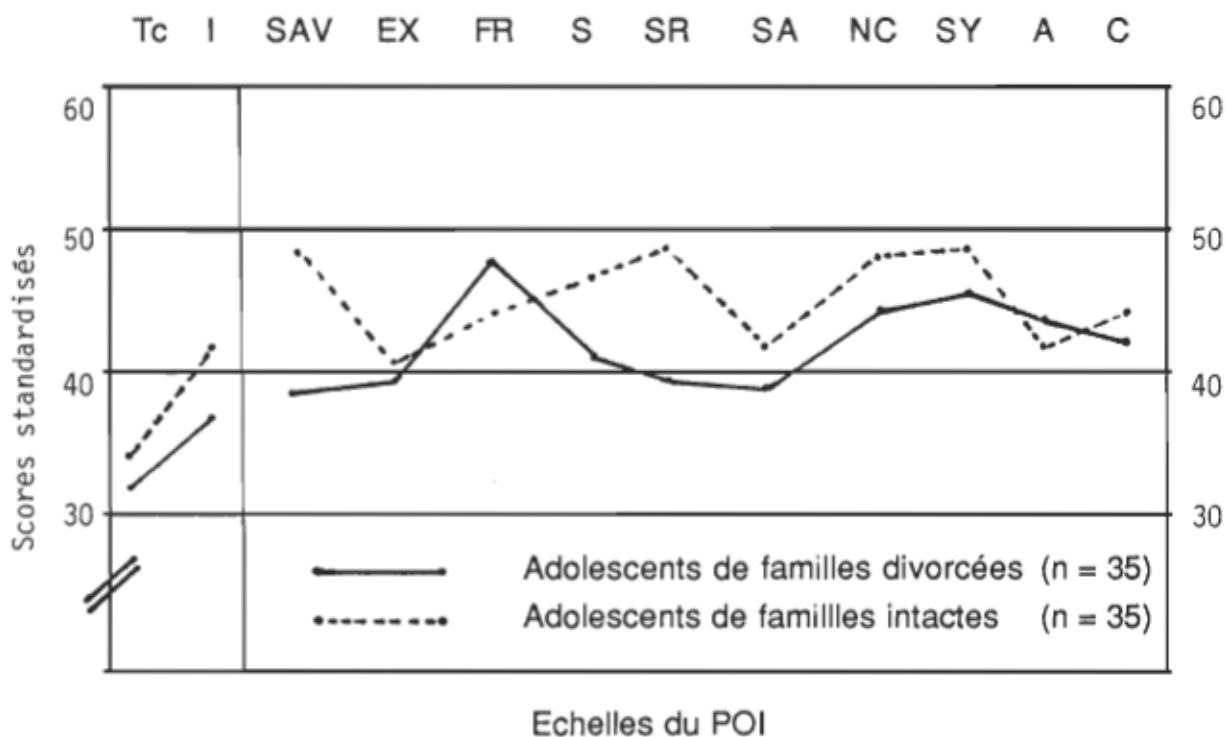 Tc I SAV EX FR S SR SA NC SY A C
60 60
50 50
40 40
30 30
Scores standardisés
Adolescents de familles divorcées (n = 35)
Adolescents de famillles intactes (n = 35)
Echelles du POI